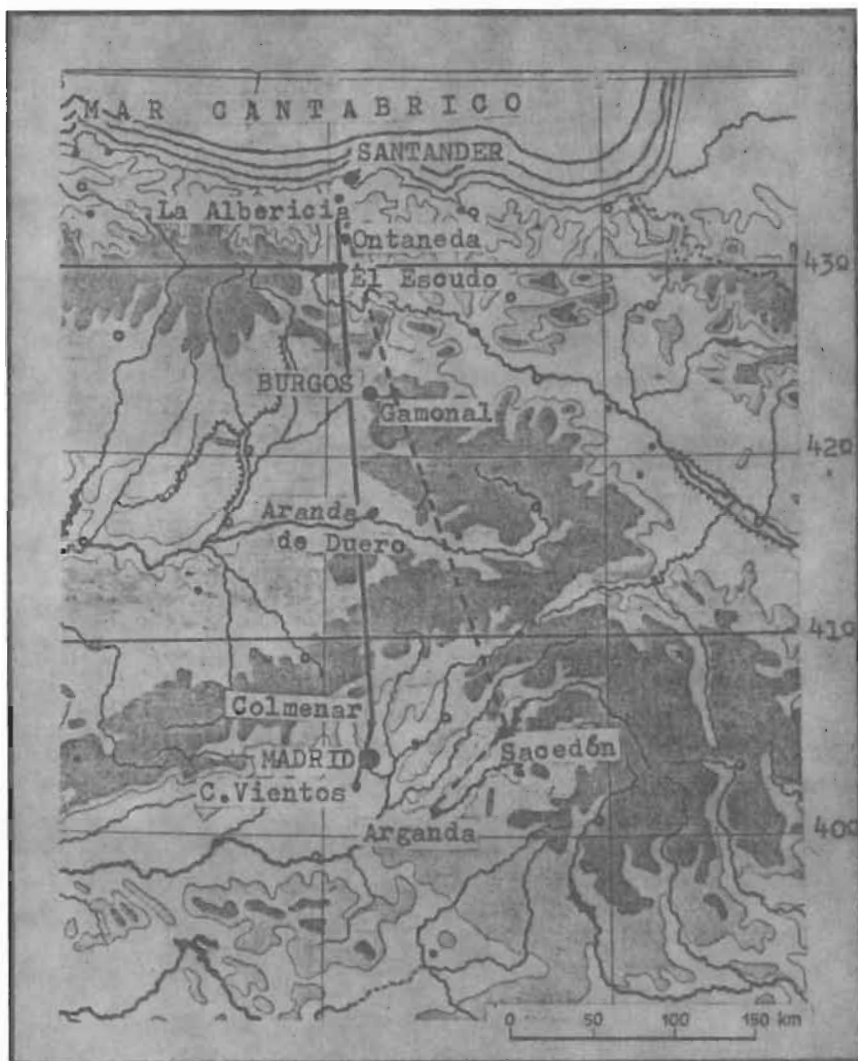 MAR CANTABRICO
SANTANDER
La Albericia
Ontaneda
El Escudo
430
BURGOS
Gamonal
420
Aranda
de Duero
410
Colmenar
MADRID
Sacedón
C.Vientos
Arganda
400
0 50 100 150 km